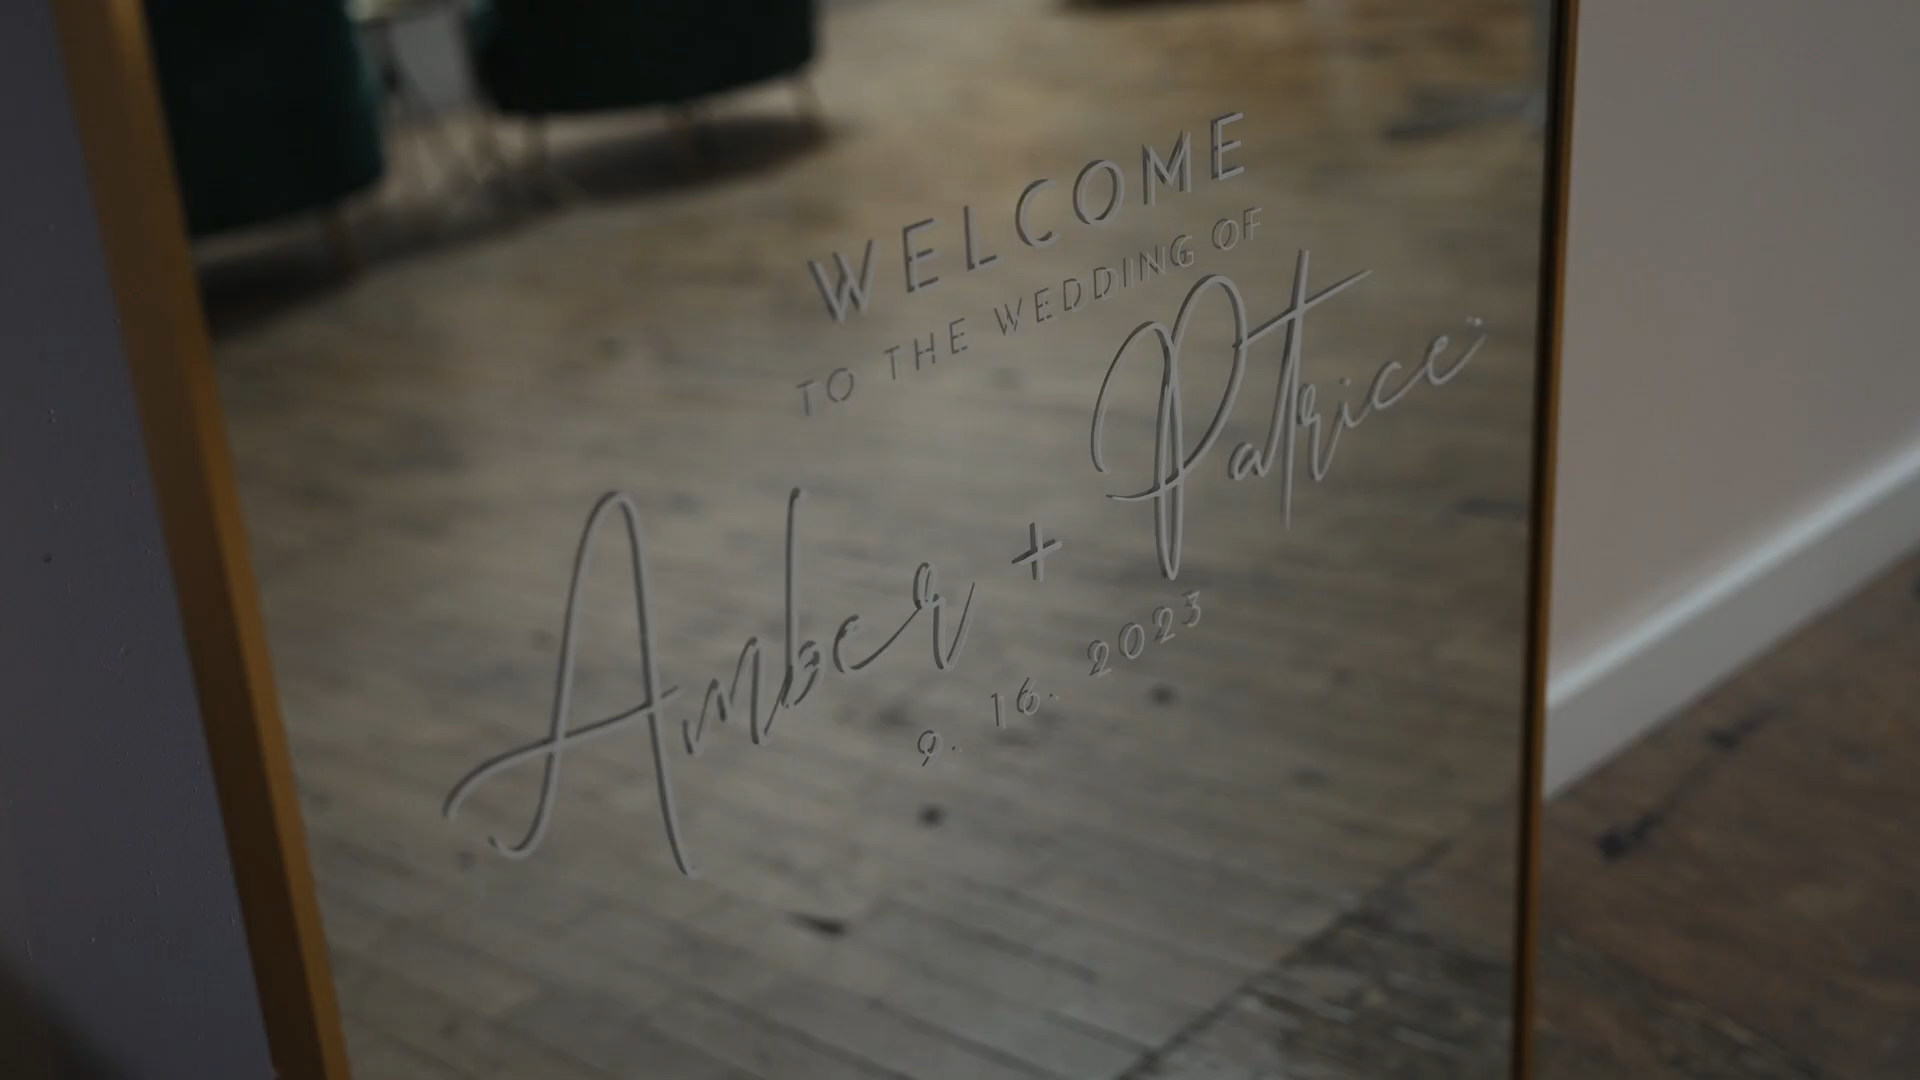 WELCOME
TO THE WEDDING OF
Amber + Patrice
9. 16. 2023